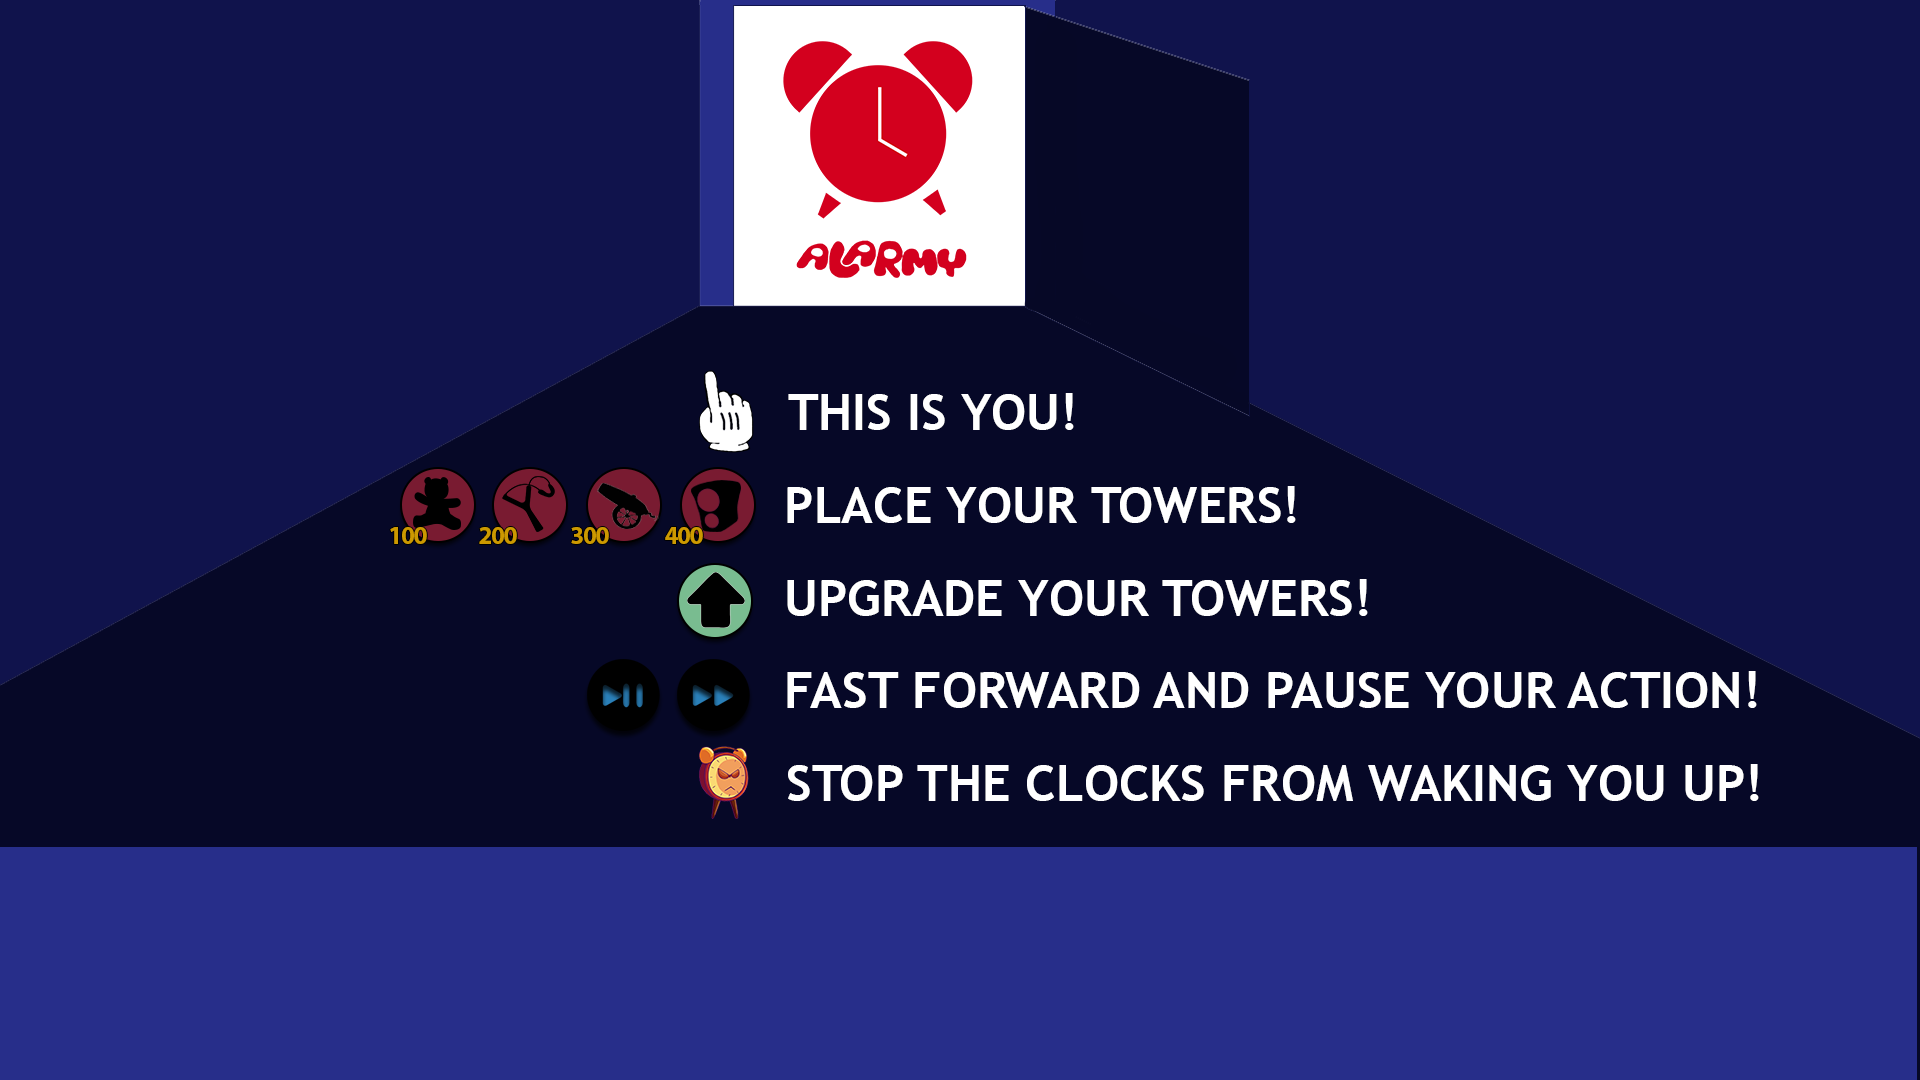 ALARMY
THIS IS YOU!
100 200 300 400 PLACE YOUR TOWERS!
UPGRADE YOUR TOWERS!
FAST FORWARD AND PAUSE YOUR ACTION!
STOP THE CLOCKS FROM WAKING YOU UP!